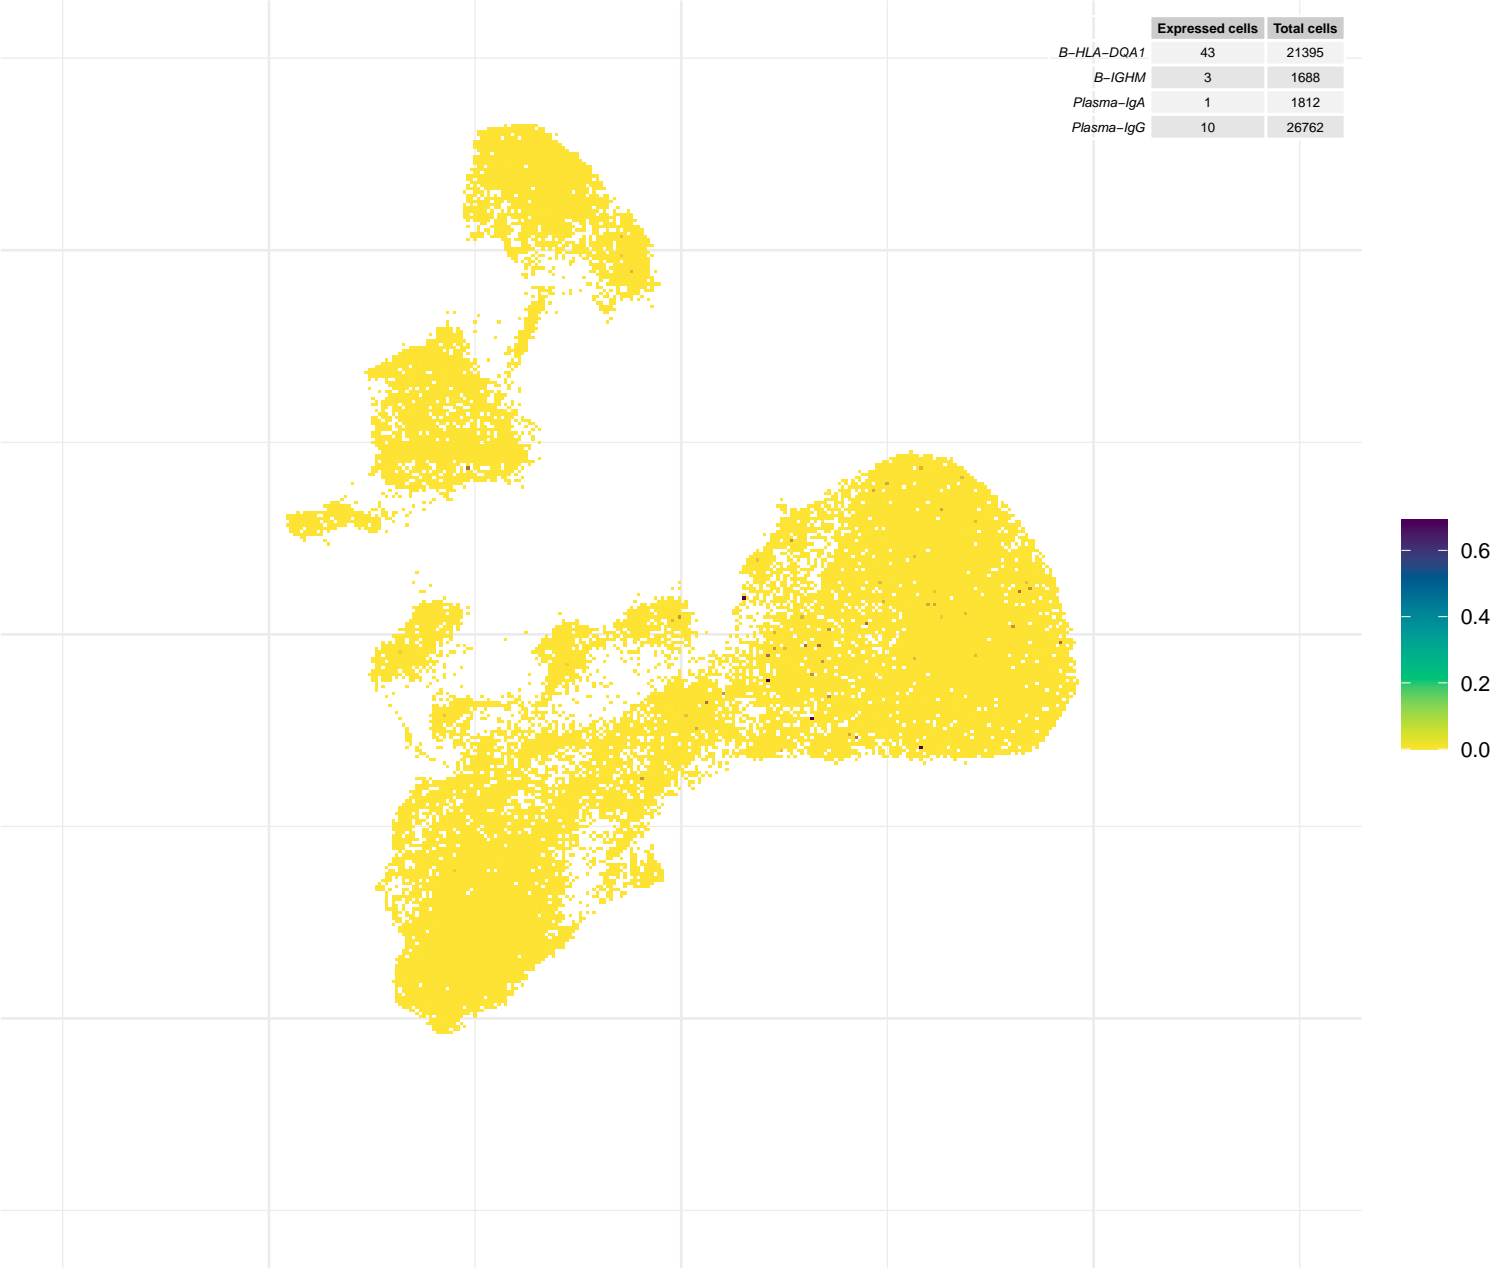 Expressed cells Total cells
B−HLA−DQA1 43 21395
B−IGHM 3 1688
Plasma−IgA 1 1812
Plasma−IgG 10 26762
0.6
0.4
0.2
0.0